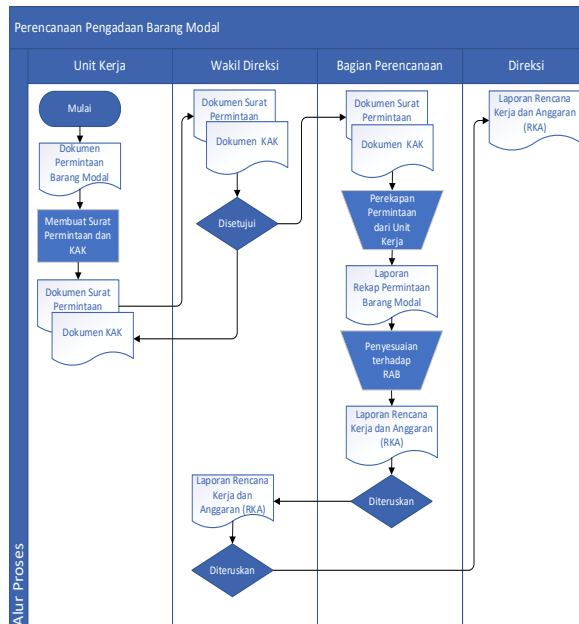 Perencanaan Pengadaan Barang Modal
Unit Kerja
Wakil Direksi
Bagian Perencanaan
Direksi
Alur Proses
Mulai
Dokumen
Permintaan
Barang Modal
Membuat Surat
Permintaan dan
KAK
Dokumen Surat
Permintaan
Dokumen KAK
Dokumen Surat
Permintaan
Dokumen KAK
Disetujui
Laporan Rencana
Kerja dan
Anggaran (RKA)
Diteruskan
Dokumen Surat
Permintaan
Dokumen KAK
Perekapan
Permintaan
dari Unit
Kerja
Laporan
Rekap Permintaan
Barang Modal
Penyesuaian
terhadap
RAB
Laporan Rencana
Kerja dan Anggaran
(RKA)
Diteruskan
Laporan Rencana
Kerja dan Anggaran
(RKA)